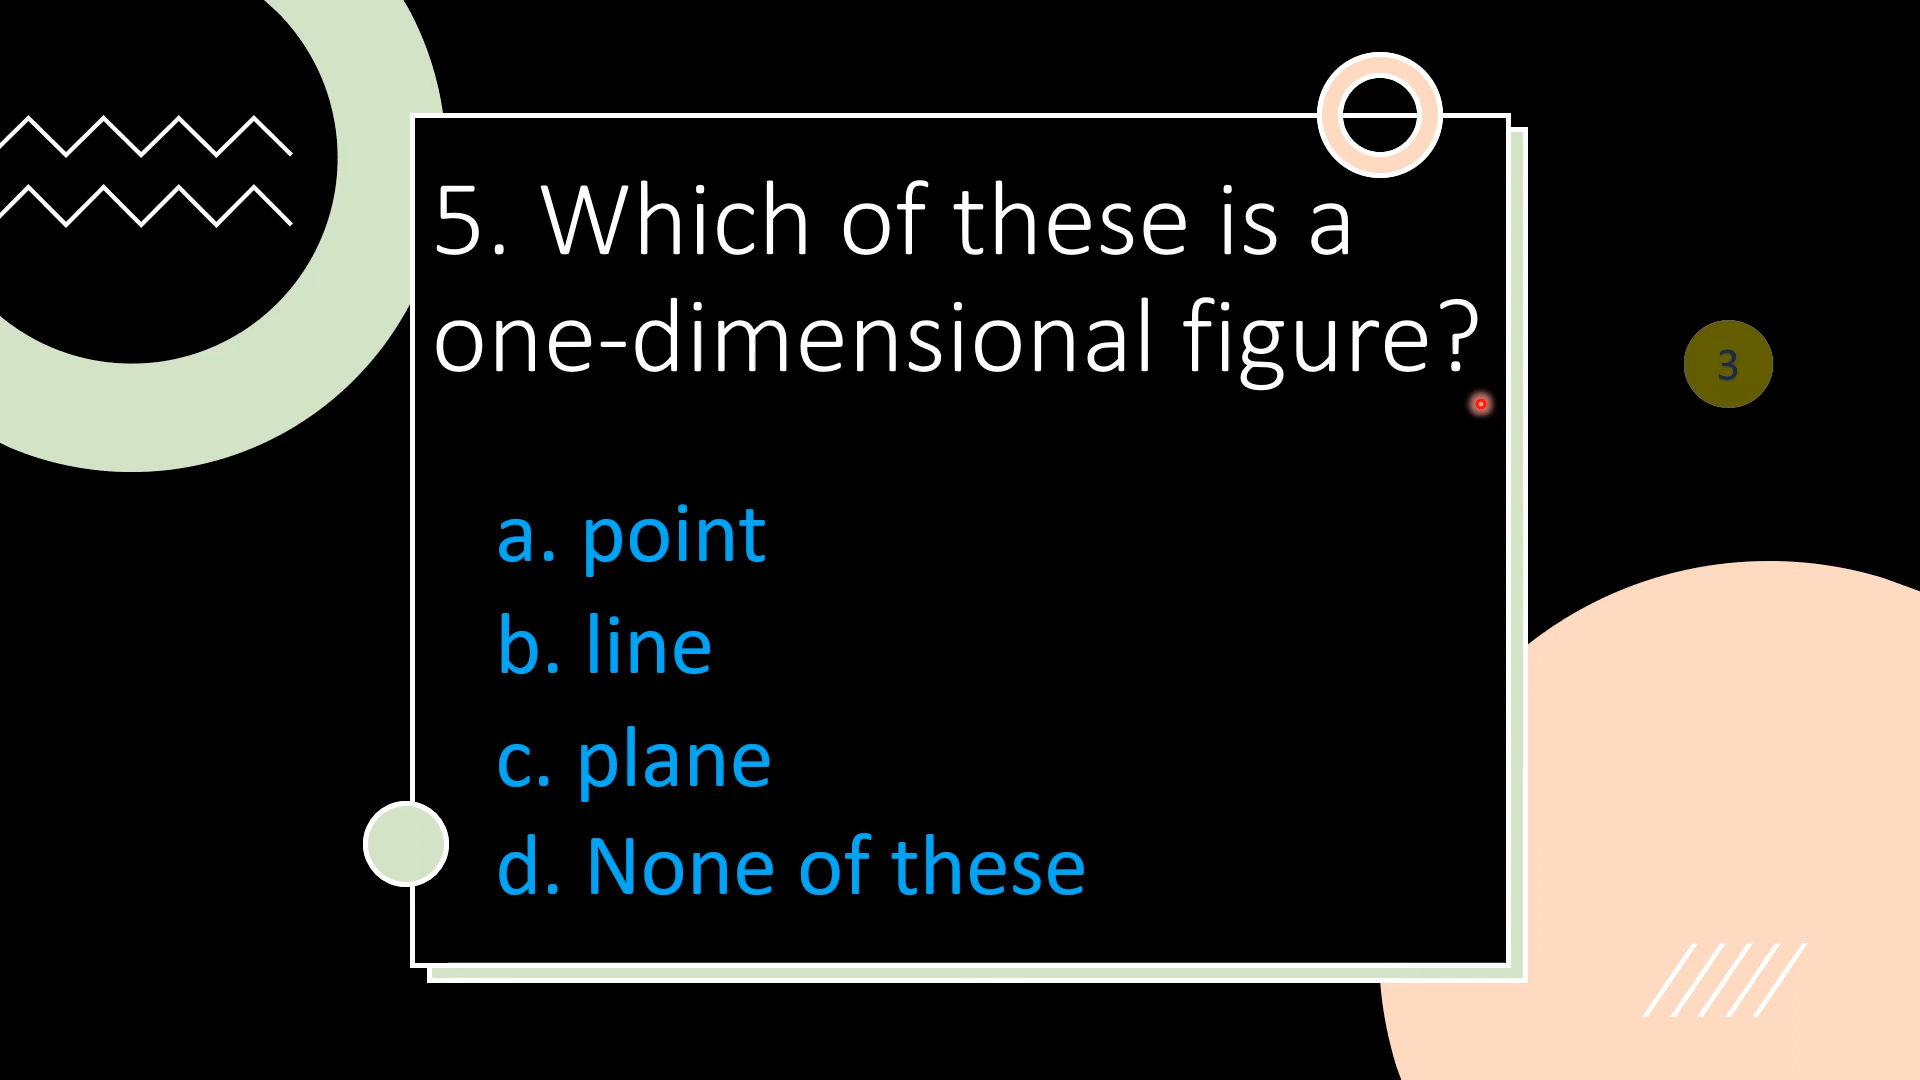 5. Which of these is a
one-dimensional figure?
3
a. point
b. line
c. plane
d. None of these